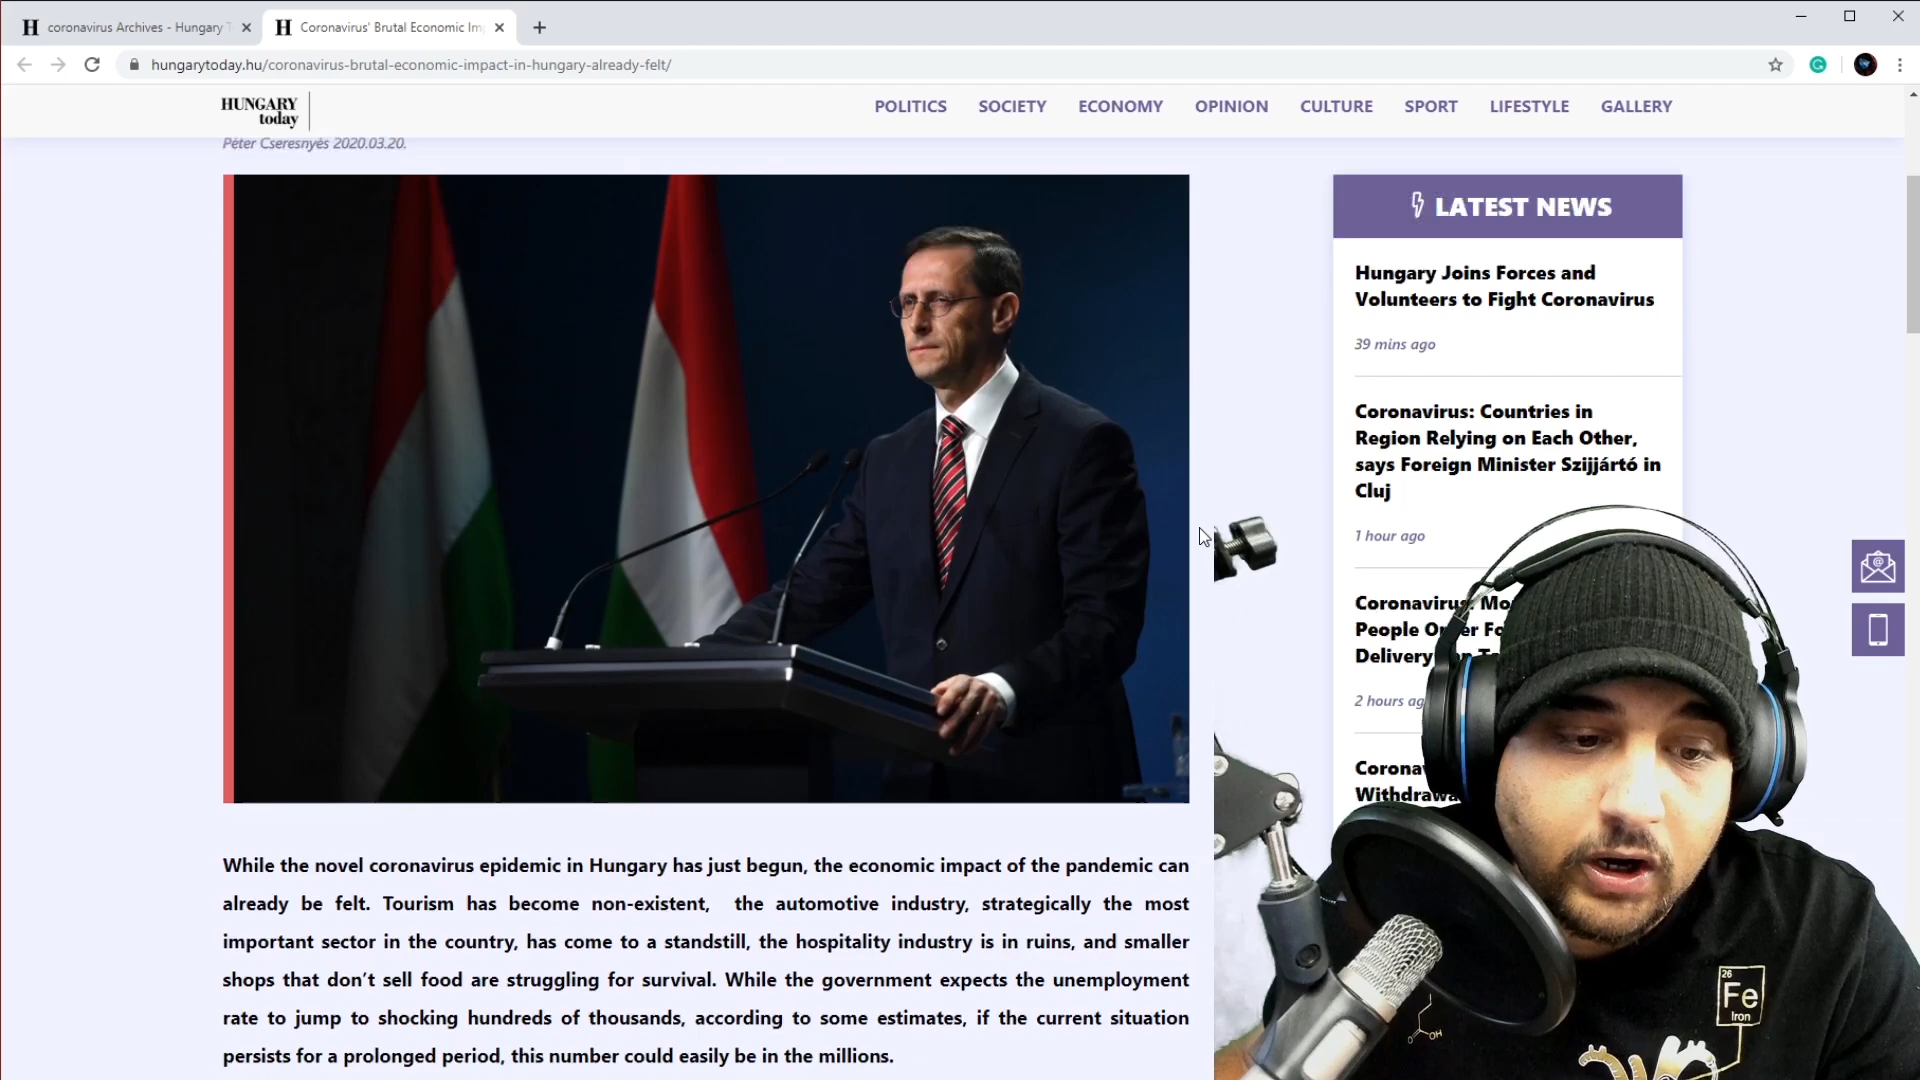 coronavirus Archives - Hungary T
Coronavirus' Brutal Economic Im
hungarytoday.hu/coronavirus-brutal-economic-impact-in-hungary-already-felt/
HUNGARY
today
POLITICS SOCIETY ECONOMY OPINION CULTURE SPORT LIFESTYLE GALLERY
Péter Cseresnyés 2020.03.20.
LATEST NEWS
Hungary Joins Forces and
Volunteers to Fight Coronavirus
39 mins ago
Coronavirus: Countries in
Region Relying on Each Other,
says Foreign Minister Szijjártó in
Cluj
1 hour ago
Coronavirus: Mo
People
Delivery
2 hours ag
Corona
Withdrawa
While the novel coronavirus epidemic in Hungary has just begun, the economic impact of the pandemic can
already be felt. Tourism has become non-existent, the automotive industry, strategically the most
important sector in the country, has come to a standstill, the hospitality industry is in ruins, and smaller
shops that don't sell food are struggling for survival. While the government expects the unemployment
rate to jump to shocking hundreds of thousands, according to some estimates, if the current situation
persists for a prolonged period, this number could easily be in the millions.
26
Fe
Iron
OH